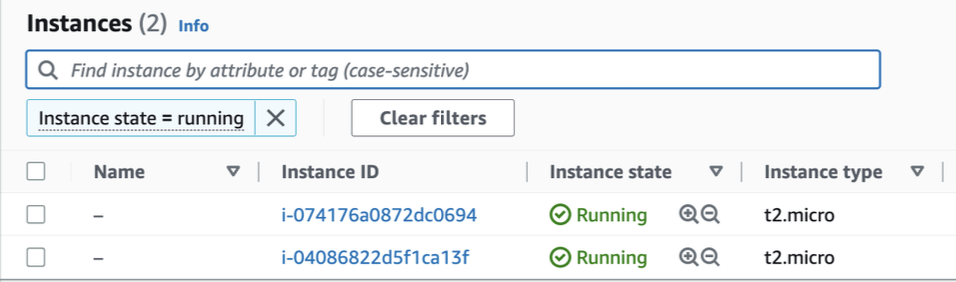 Instances (2) Info
Find instance by attribute or tag (case-sensitive)
Instance state = running Clear filters
Name Instance ID Instance state Instance type
– i-074176a0872dc0694 Running t2.micro
– i-04086822d5f1ca13f Running t2.micro